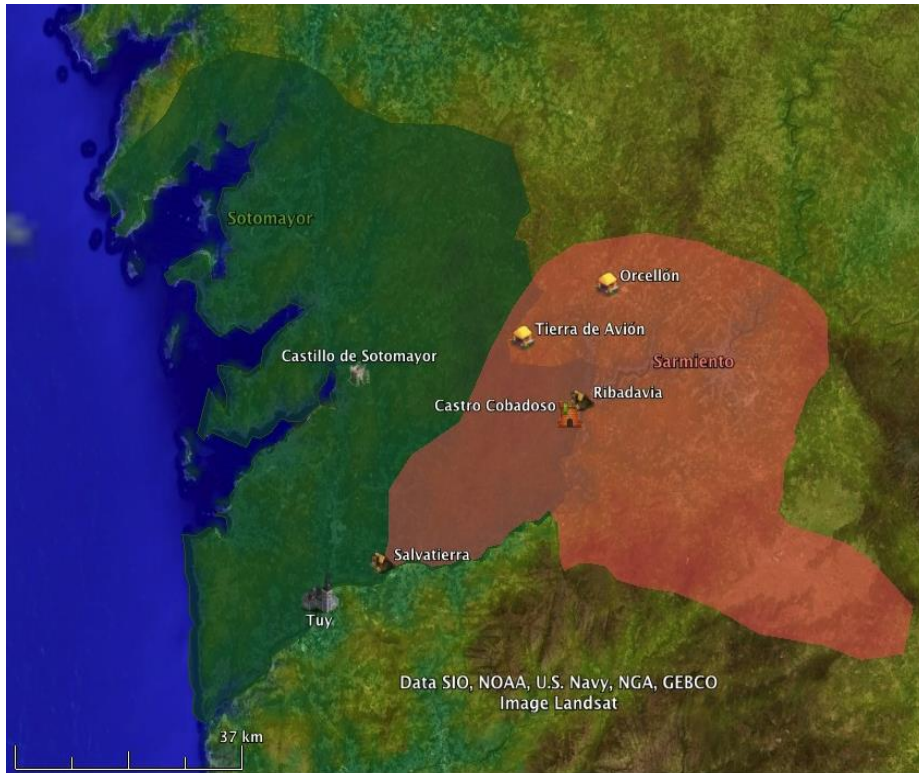 Sotomayor
Orcellón
Tierra de Avión
Castillo de Sotomayor
Sarmiento
Ribadavia
Castro Cobadoso
Salvatierra
Tuy
Data SIO, NOAA, U.S. Navy, NGA, GEBCO
Image Landsat
37 km